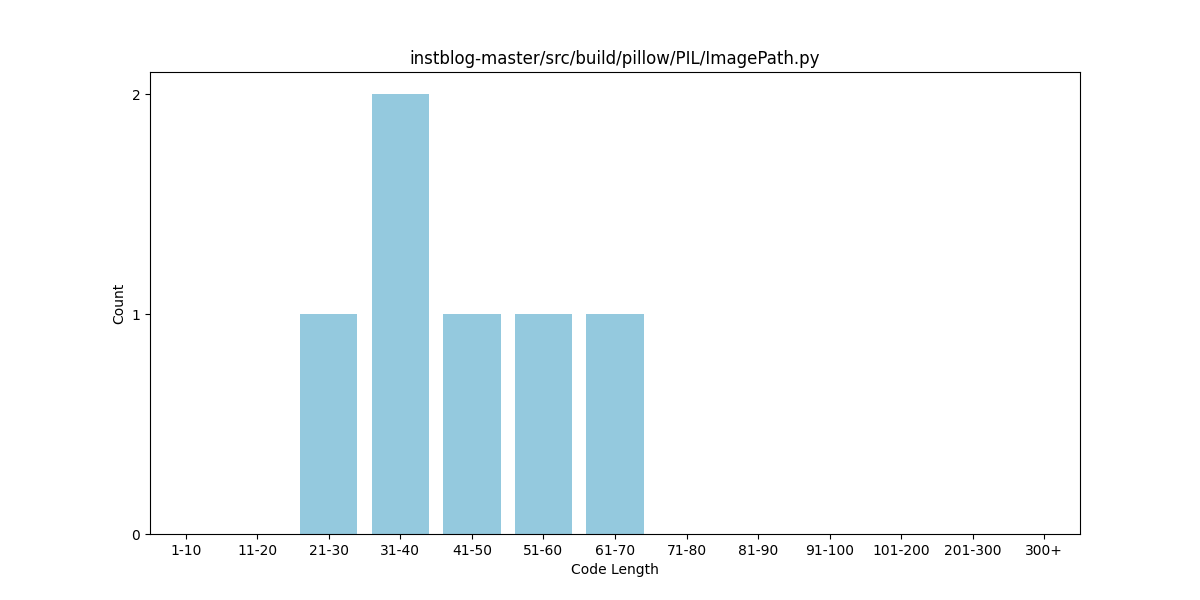 instblog-master/src/build/pillow/PIL/ImagePath.py
2
1
0
Count
1-10 11-20 21-30 31-40 41-50 51-60 61-70 71-80 81-90 91-100 101-200 201-300 300+
Code Length